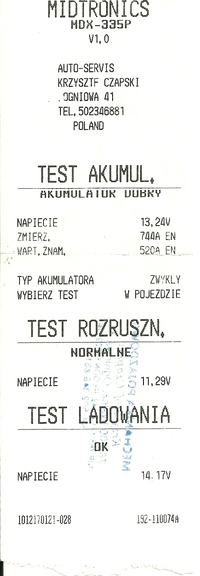 MIDTRONICS
MDX-335P
V1,0
AUTO-SERVIS
KRZYSZTF CZAPSKI
.OGNIOWA 41
TEL,502346881
POLAND
TEST AKUMUL.
AKUMULATOR DOBRY
NAPIECIE 13,24V
ZMIERZ. 744A EN
WART,ZNAM. 520A EN
TYP AKUMULATORA ZWYKLY
WYBIERZ TEST W POJEZDZIE
TEST ROZRUSZN.
NORMALNE
NAPIECIE 11,29V
TEST LADOWANIA
OK
NAPIECIE 14.17V
1012170121-028 192-110074A